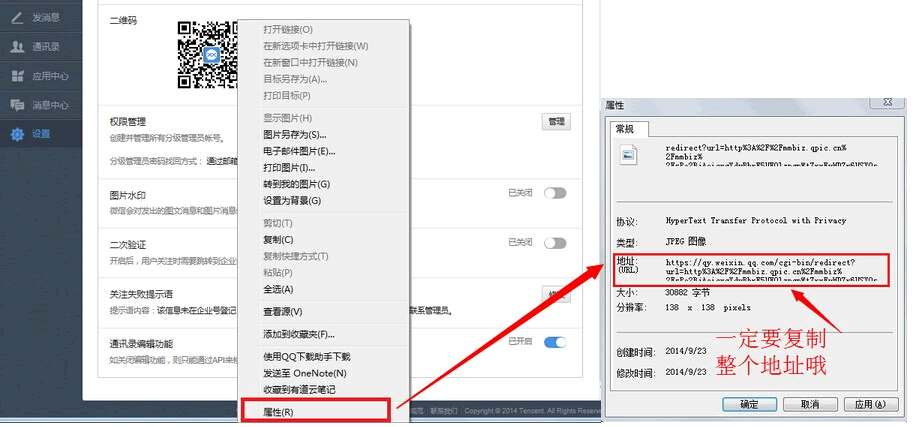 发消息
通讯录
应用中心
消息中心
设置
二维码
权限管理
创建并管理所有分级管理员帐号。
管理
分级管理员密码找回方式： 通过邮箱
图片水印
微信会对发出的图文消息和图片消息
已关闭
二次验证
开启后，用户关注时需要跳转到企业
已关闭
关注失败提示语
提示语内容：该信息未在企业号登记
联系管理员。
通讯录编辑功能
如关闭编辑功能，则只能通过API来
已开启
联系我们 | Copyright © 2014 Tencent. All Rights Reserved
打开链接(O)
在新选项卡中打开链接(W)
在新窗口中打开链接(N)
目标另存为(A)...
打印目标(P)
显示图片(H)
图片另存为(S)...
电子邮件图片(E)...
打印图片(I)...
转到我的图片(G)
设置为背景(G)
剪切(T)
复制(C)
复制快捷方式(T)
粘贴(P)
全选(A)
查看源(V)
添加到收藏夹(F)...
使用QQ下载助手下载
发送至 OneNote(N)
收藏到有道云笔记
属性(R)
属性
常规
redirect?url=http%3A%2F%2Fmmbiz.qpic.cn%
2Fmmbiz%
协议：
HyperText Transfer Protocol with Privacy
类型：
JPEG 图像
地址：
(URL)
https://qy.weixin.qq.com/cgi-bin/redirect?
url=http%3A%2F%2Fmmbiz.qpic.cn%2Fmmbiz%
大小：
30882 字节
分辨率：
138 x 138 pixels
一定要复制
整个地址哦
创建时间：
2014/9/23
修改时间：
2014/9/23
确定
取消
应用(A)